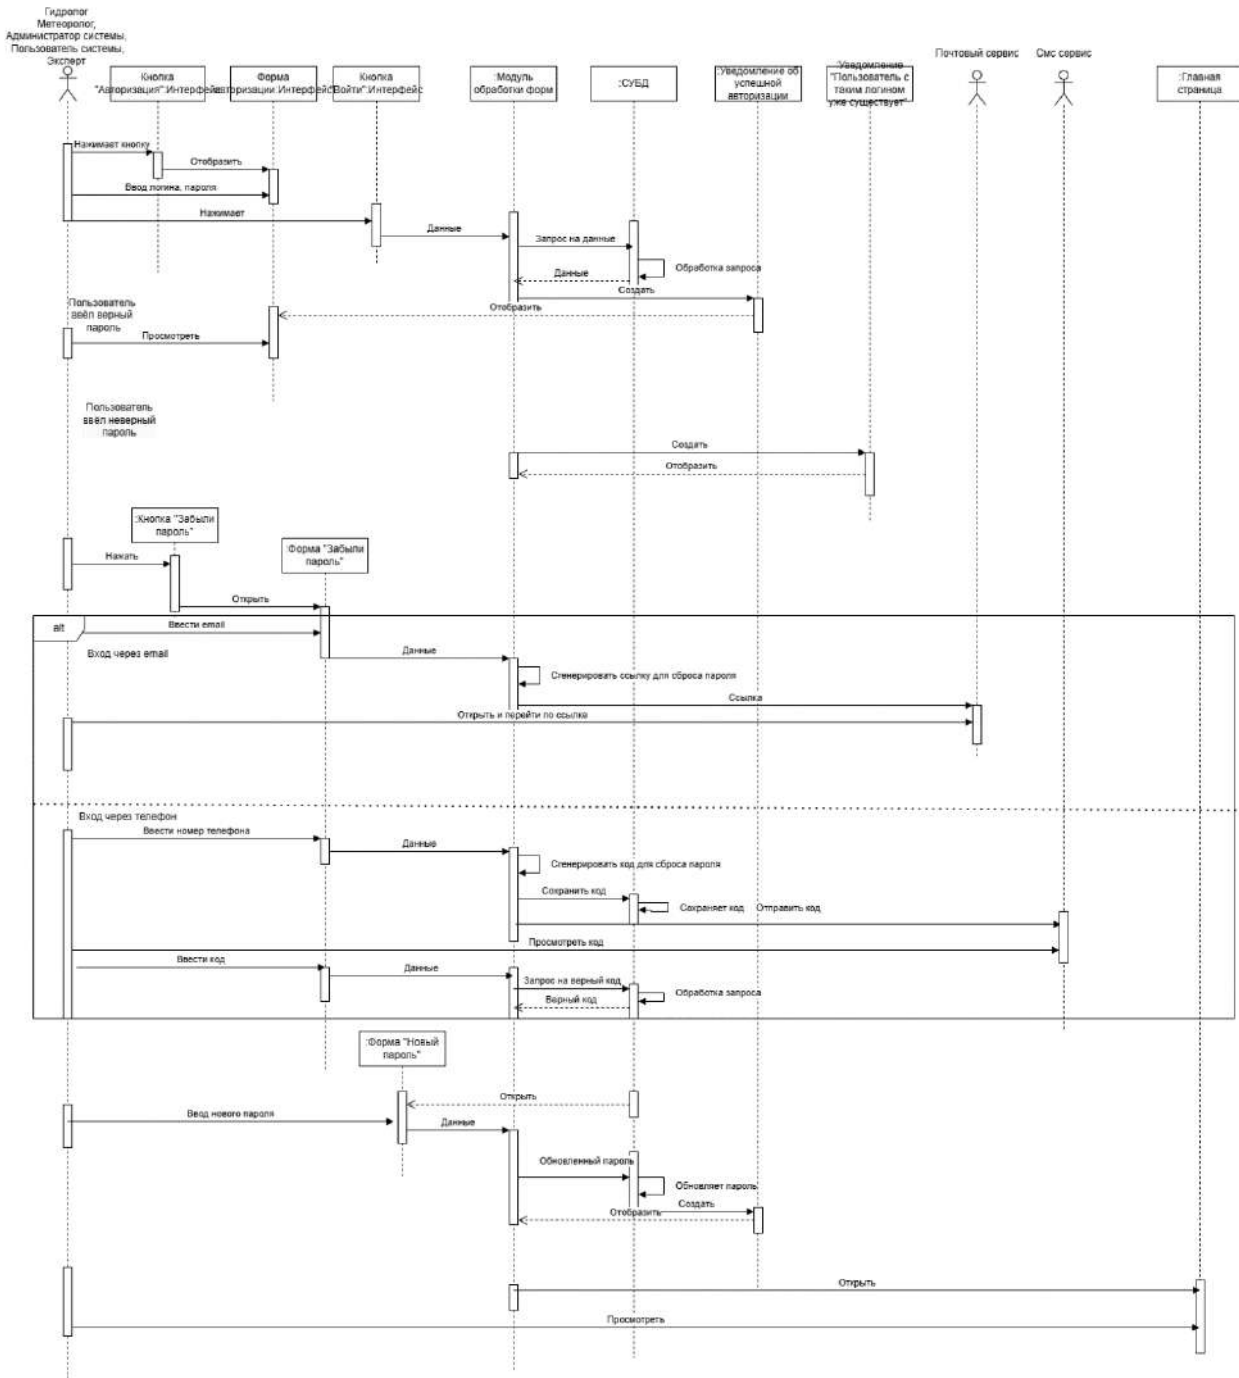 Гидролог
Метеоролог,
Администратор системы,
Пользователь системы,
Эксперт
Кнопка
"Авторизация":Интерфейс
Форма
авторизации:Интерфейс
Кнопка
"Войти":Интерфейс
:Модуль
обработки форм
:СУБД
:Уведомление об
успешной
авторизации
:Уведомление
"Пользователь с
таким логином
уже существует"
Почтовый сервис
Смс сервис
:Главная
страница
Нажимает кнопку
Отобразить
Ввод логина, пароля
Нажимает
Данные
Запрос на данные
Обработка запроса
Данные
Создать
Отобразить
Пользователь
ввёл верный
пароль
Просмотреть
Пользователь
ввёл неверный
пароль
Создать
Отобразить
:Кнопка "Забыли
пароль"
Нажать
:Форма "Забыли
пароль"
Открыть
alt
Ввести email
Вход через email
Данные
Сгенерировать ссылку для сброса пароля
Ссылка
Открыть и перейти по ссылке
Вход через телефон
Ввести номер телефона
Данные
Сгенерировать код для сброса пароля
Сохранить код
Сохраняет код
Отправить код
Просмотреть код
Ввести код
Данные
Запрос на верный код
Обработка запроса
Верный код
:Форма "Новый
пароль"
Открыть
Ввод нового пароля
Данные
Обновленный пароль
Обновляет пароль
Создать
Отобразить
Открыть
Просмотреть